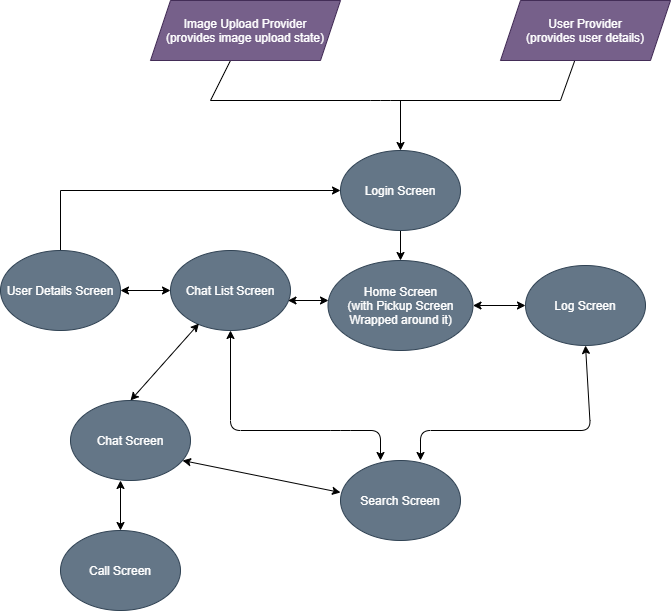 Image Upload Provider
(provides image upload state)
User Provider
(provides user details)
Login Screen
User Details Screen
Chat List Screen
Home Screen
(with Pickup Screen
Wrapped around it)
Log Screen
Chat Screen
Search Screen
Call Screen